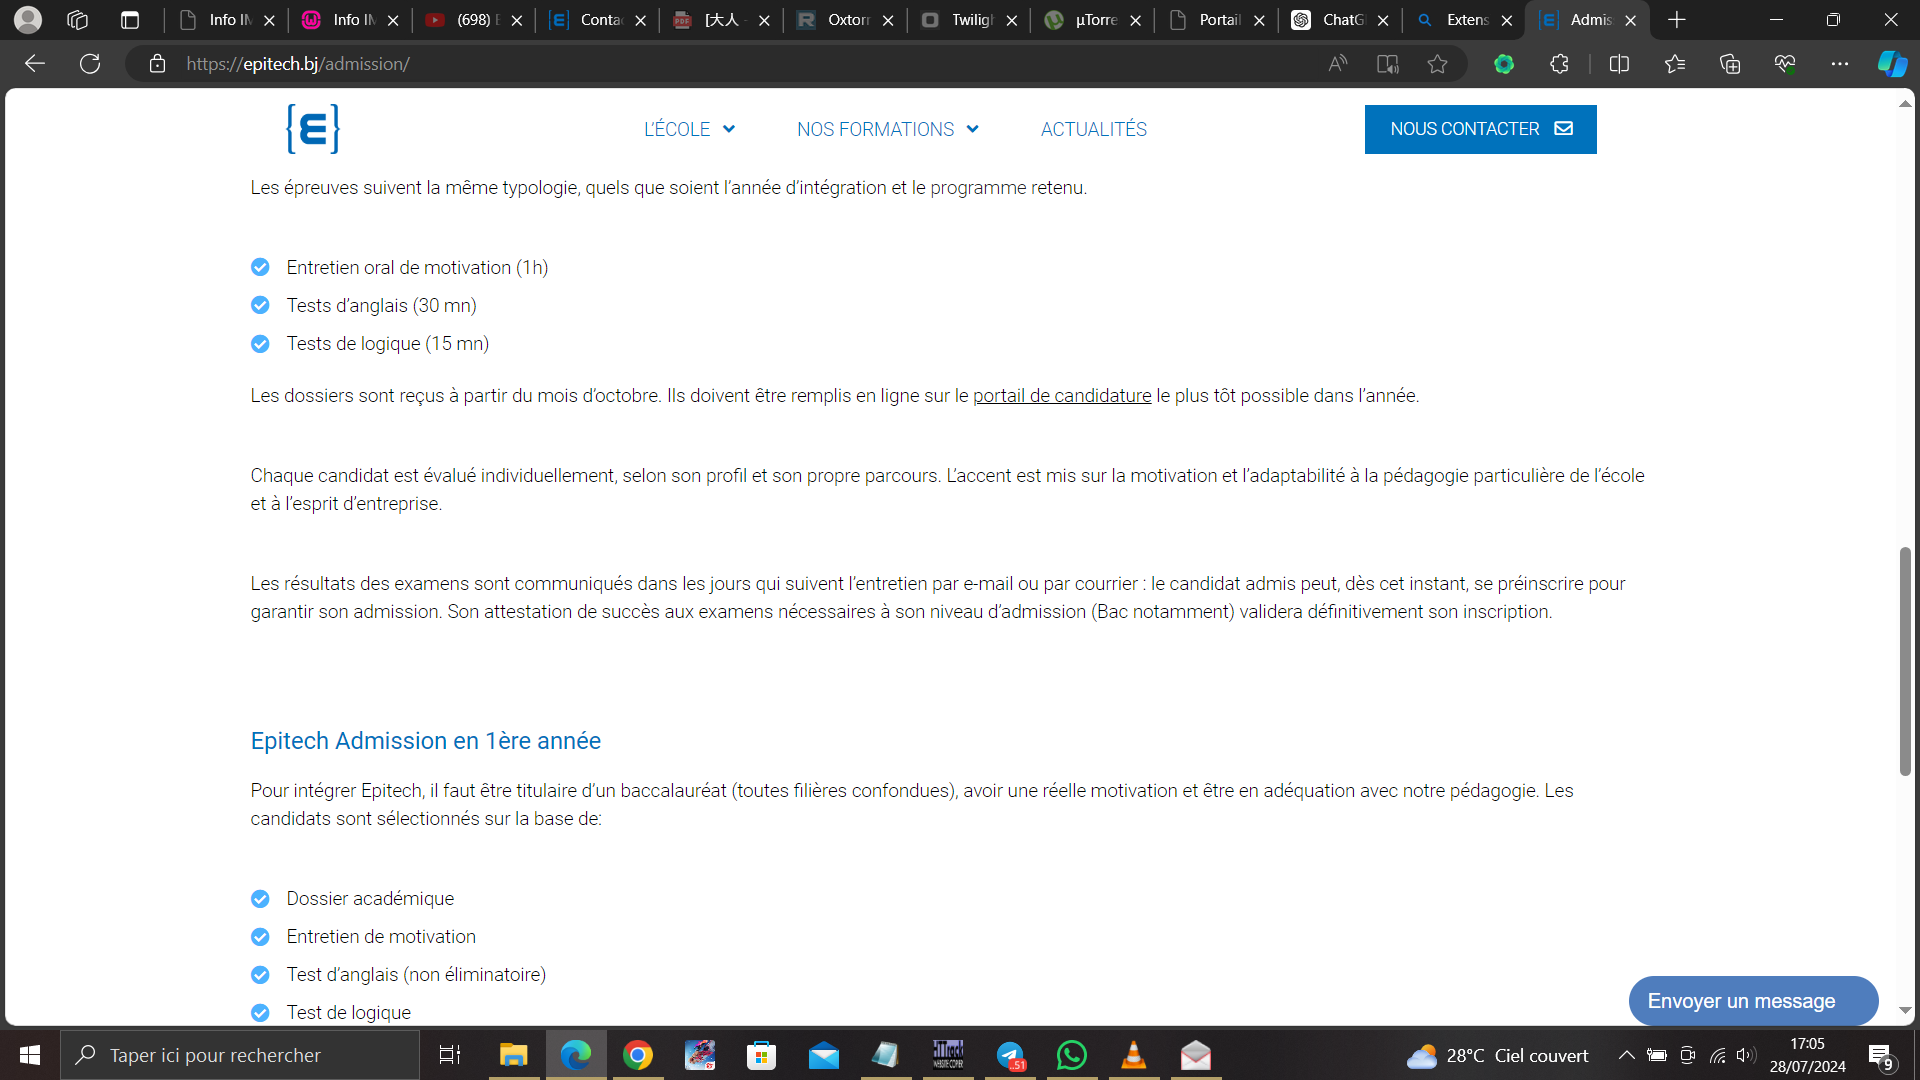 Info IM
Info IM
(698) E
Conta
[大人 -
Oxtorr
Twiligh
µTorre
Portail
ChatG
Extens
Admis
https://epitech.bj/admission/
L'ÉCOLE
NOS FORMATIONS
ACTUALITÉS
NOUS CONTACTER
Les épreuves suivent la même typologie, quels que soient l'année d'intégration et le programme retenu.
Entretien oral de motivation (1h)
Tests d'anglais (30 mn)
Tests de logique (15 mn)
Les dossiers sont reçus à partir du mois d'octobre. Ils doivent être remplis en ligne sur le portail de candidature le plus tôt possible dans l'année.
Chaque candidat est évalué individuellement, selon son profil et son propre parcours. L'accent est mis sur la motivation et l'adaptabilité à la pédagogie particulière de l'école
et à l'esprit d'entreprise.
Les résultats des examens sont communiqués dans les jours qui suivent l'entretien par e-mail ou par courrier : le candidat admis peut, dès cet instant, se préinscrire pour
garantir son admission. Son attestation de succès aux examens nécessaires à son niveau d'admission (Bac notamment) validera définitivement son inscription.
Epitech Admission en 1ère année
Pour intégrer Epitech, il faut être titulaire d'un baccalauréat (toutes filières confondues), avoir une réelle motivation et être en adéquation avec notre pédagogie. Les
candidats sont sélectionnés sur la base de:
Dossier académique
Entretien de motivation
Test d'anglais (non éliminatoire)
Test de logique
Envoyer un message
Taper ici pour rechercher
28°C Ciel couvert
17:05
28/07/2024
9